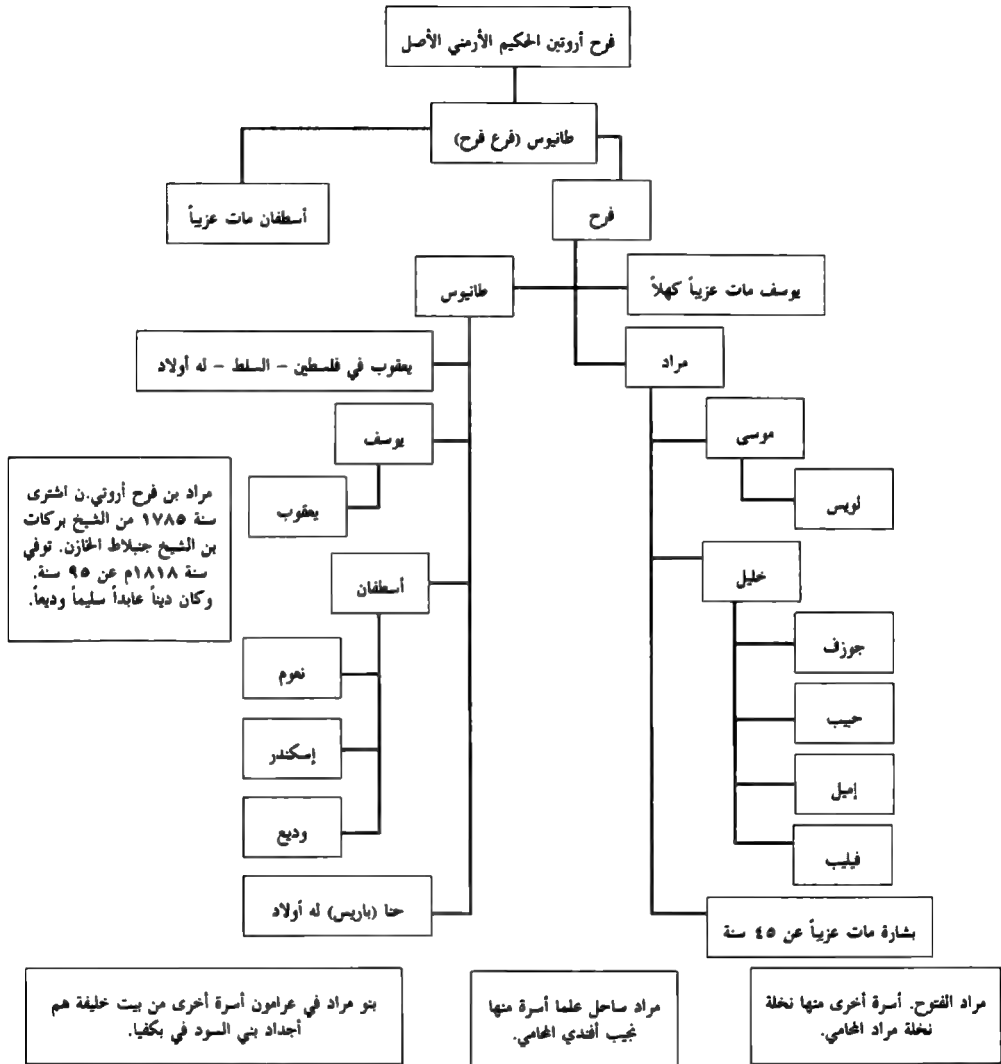 فرح أروتين الحكيم الأرمني الأصل
طانيوس (فرع فرح)
أسطفان مات عزيباً
فرح
طانيوس
يوسف مات عزيباً كهلاً
يعقوب في فلسطين – السلط – له أولاد
مراد
يوسف
موسى
يعقوب
لويس
مراد بن فرح أروتي.ن اشترى
سنة ١٧٨٥ من الشيخ بركات
بن الشيخ جنبلاط الخازن. توفي
سنة ١٨١٨م عن ٩٥ سنة.
وكان ديناً عابداً سليماً وديعاً.
أسطفان
خليل
نعوم
جوزف
إسكندر
حبيب
وديع
إميل
فيليب
حنا (باريس) له أولاد
بشارة مات عزيباً عن ٤٥ سنة
مراد الفتوح. أسرة أخرى منها نخلة
نخلة مراد المحامي.
مراد ساحل علما أسرة منها
نجيب أفندي المحامي.
بنو مراد في عرامون أسرة أخرى من بيت خليفة هم
أجداد بني السود في بكفيا.